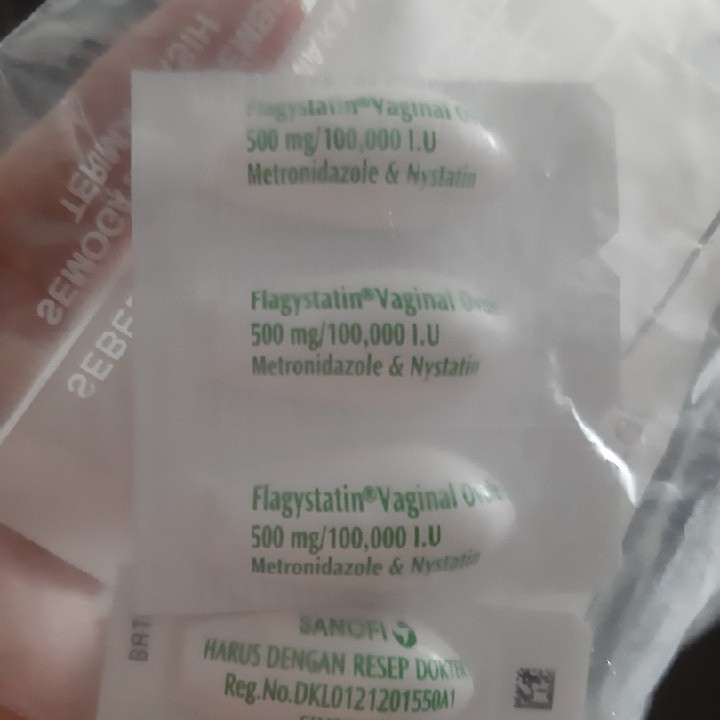 Flagystatin® Vaginal
500 mg/100,000 I.U
Metronidazole & Nystatin
Flagystatin® Vaginal
500 mg/100,000 I.U
Metronidazole & Nystatin
Flagystatin® Vaginal
500 mg/100,000 I.U
Metronidazole & Nystatin
SANOFI
HARUS DENGAN RESEP DOKTER
Reg.No.DKL0121201550A1
SEMOGA